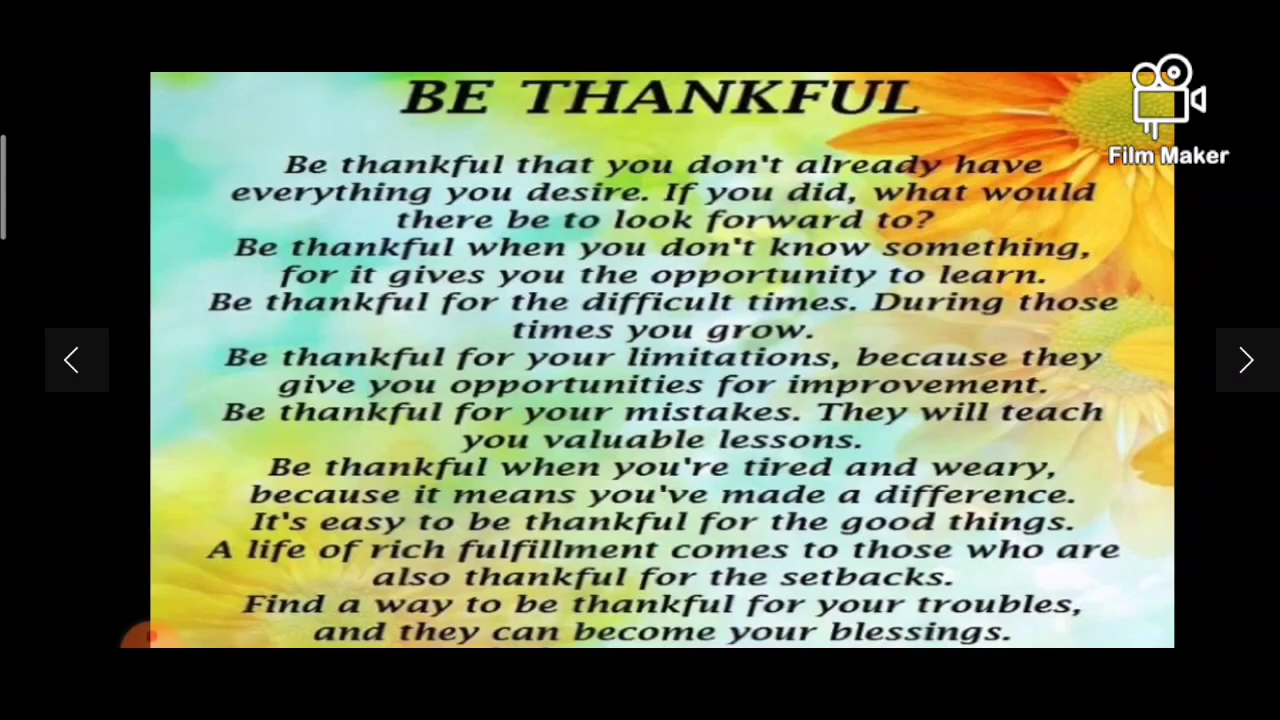 BE THANKFUL
Film Maker
Be thankful that you don't already have
everything you desire. If you did, what would
there be to look forward to?
Be thankful when you don't know something,
for it gives you the opportunity to learn.
Be thankful for the difficult times. During those
times you grow.
Be thankful for your limitations, because they
give you opportunities for improvement.
Be thankful for your mistakes. They will teach
you valuable lessons.
Be thankful when you're tired and weary,
because it means you've made a difference.
It's easy to be thankful for the good things.
A life of rich fulfillment comes to those who are
also thankful for the setbacks.
Find a way to be thankful for your troubles,
and they can become your blessings.